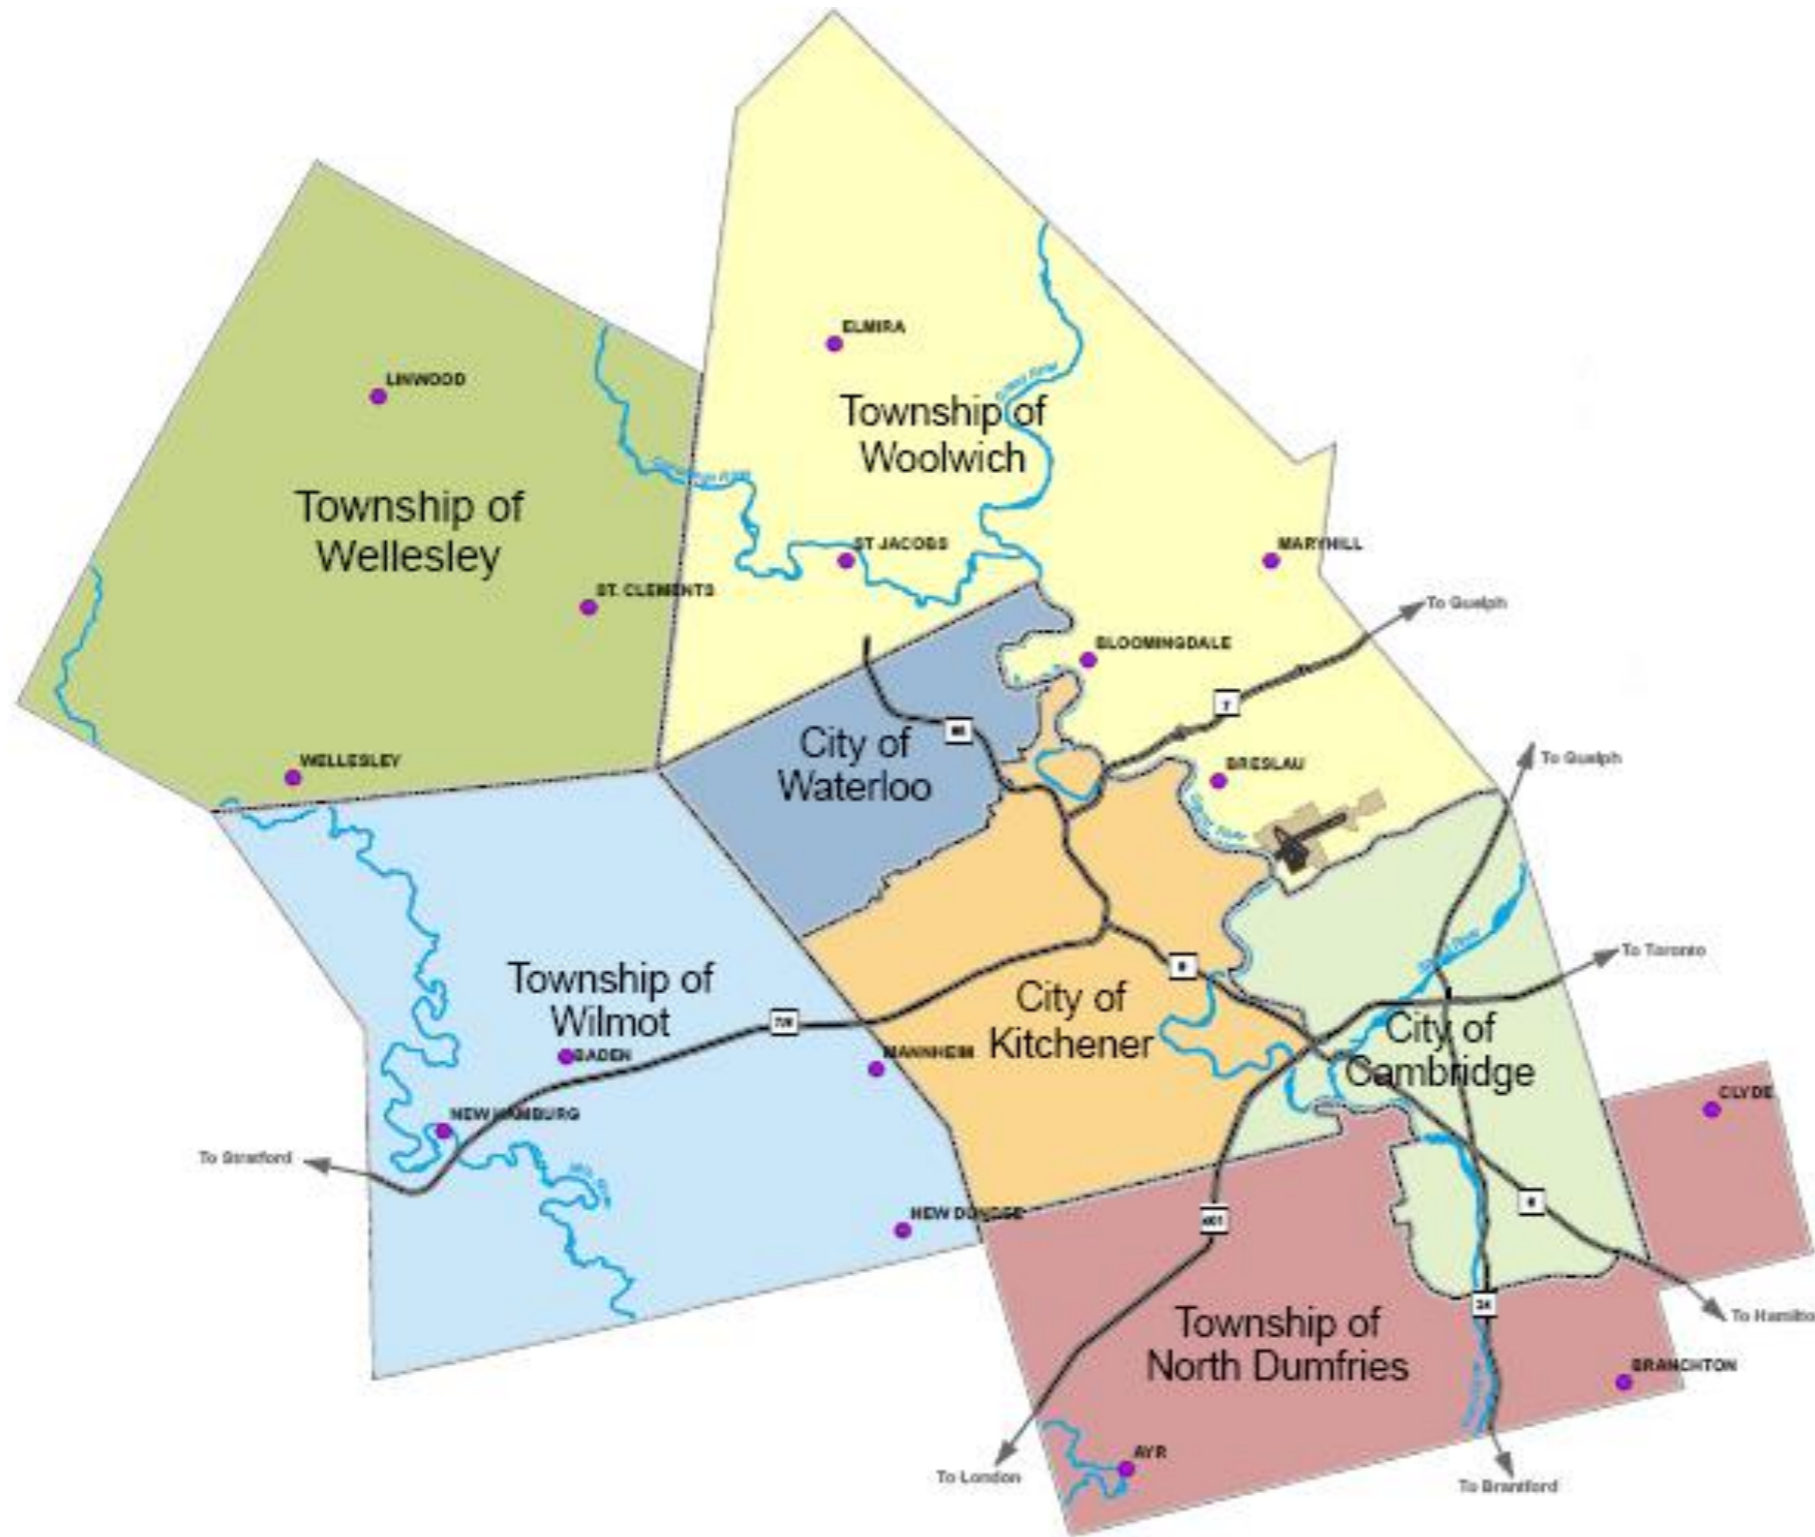 ELMIRA
LINWOOD
Township of
Woolwich
Township of
Wellesley
ST JACOBS
MARYHILL
ST. CLEMENTS
To Guelph
BLOOMINGDALE
7
City of
Waterloo
WELLESLEY
BRESLAU
To Guelph
Township of
Wilmot
To Toronto
8
City of
Kitchener
7/8
BADEN
MANNHEIM
City of
Cambridge
CLYDE
NEW HAMBURG
To Stratford
8
NEW DUNDEE
401
24
Township of
North Dumfries
BRANCHTON
AYR
To London
To Brantford